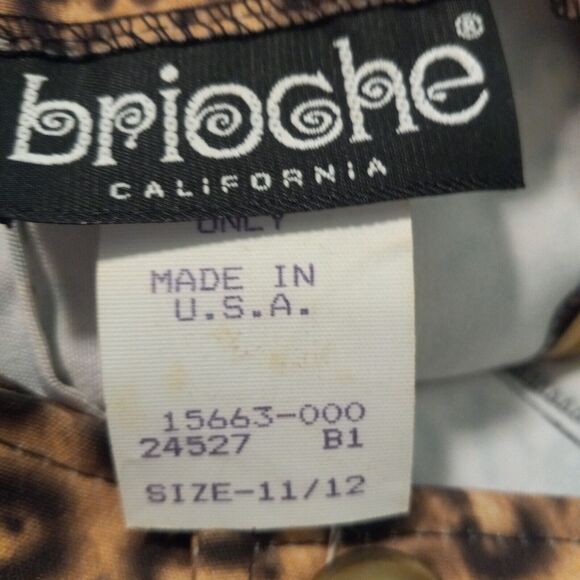 brioche®
CALIFORNIA
ONLY
MADE IN
U.S.A.
15663-000
24527 B1
SIZE-11/12